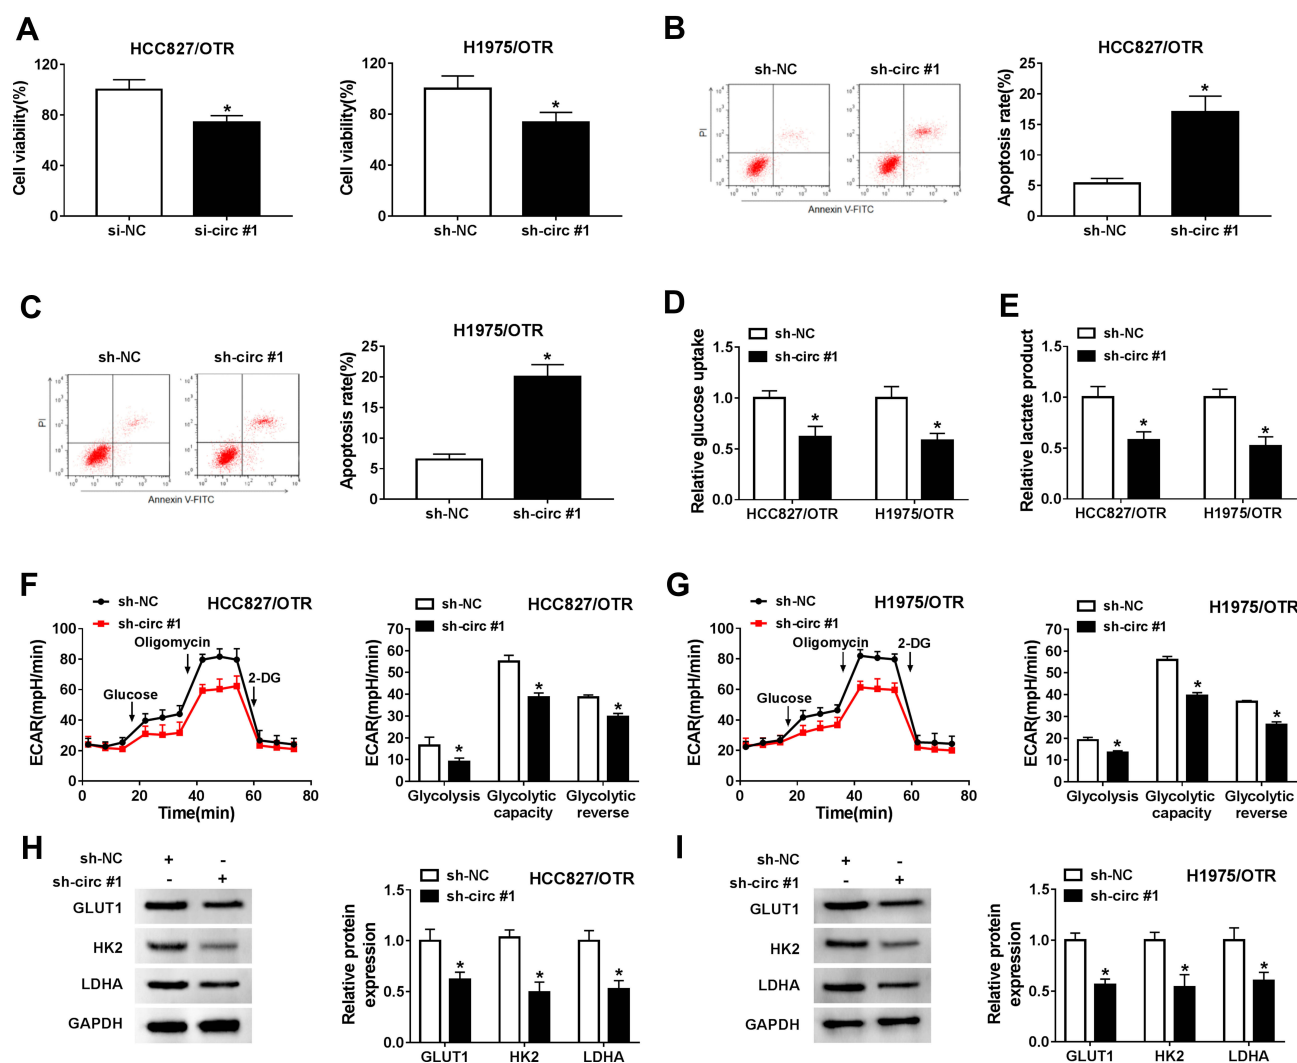 A
HCC827/OTR
Cell viability(%)
120
80
40
0
*
si-NC
si-circ #1
H1975/OTR
Cell viability(%)
120
80
40
0
*
sh-NC
sh-circ #1
B
sh-NC
sh-circ #1
PI
Annexin V-FITC
HCC827/OTR
Apoptosis rate(%)
25
20
15
10
5
0
*
sh-NC
sh-circ #1
C
sh-NC
sh-circ #1
PI
Annexin V-FITC
H1975/OTR
Apoptosis rate(%)
25
20
15
10
5
0
*
sh-NC
sh-circ #1
D
sh-NC
sh-circ #1
Relative glucose uptake
1.5
1.0
0.5
0.0
*
*
HCC827/OTR
H1975/OTR
E
sh-NC
sh-circ #1
Relative lactate product
1.5
1.0
0.5
0.0
*
*
HCC827/OTR
H1975/OTR
F
sh-NC
sh-circ #1
HCC827/OTR
ECAR(mpH/min)
100
80
60
40
20
0
Glucose
Oligomycin
2-DG
0
20
40
60
80
Time(min)
sh-NC
sh-circ #1
HCC827/OTR
ECAR(mpH/min)
70
60
50
40
30
20
10
0
*
*
*
Glycolysis
Glycolytic
capacity
Glycolytic
reverse
G
sh-NC
sh-circ #1
H1975/OTR
ECAR(mpH/min)
100
80
60
40
20
0
Glucose
Oligomycin
2-DG
0
20
40
60
80
Time(min)
sh-NC
sh-circ #1
H1975/OTR
ECAR(mpH/min)
70
60
50
40
30
20
10
0
*
*
*
Glycolysis
Glycolytic
capacity
Glycolytic
reverse
H
sh-NC + -
sh-circ #1 - +
GLUT1
HK2
LDHA
GAPDH
sh-NC
sh-circ #1
HCC827/OTR
Relative protein
expression
1.5
1.0
0.5
0.0
*
*
*
GLUT1
HK2
LDHA
I
sh-NC + -
sh-circ #1 - +
GLUT1
HK2
LDHA
GAPDH
sh-NC
sh-circ #1
H1975/OTR
Relative protein
expression
1.5
1.0
0.5
0.0
*
*
*
GLUT1
HK2
LDHA